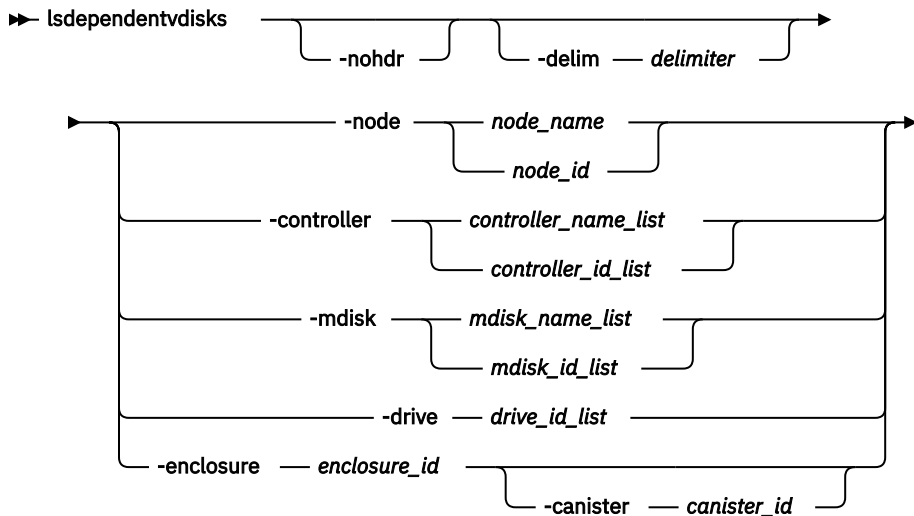 lsdependentvdisks
-nohdr -delim delimiter
-node node_name
node_id
-controller controller_name_list
controller_id_list
-mdisk mdisk_name_list
mdisk_id_list
-drive drive_id_list
-enclosure enclosure_id
-canister canister_id